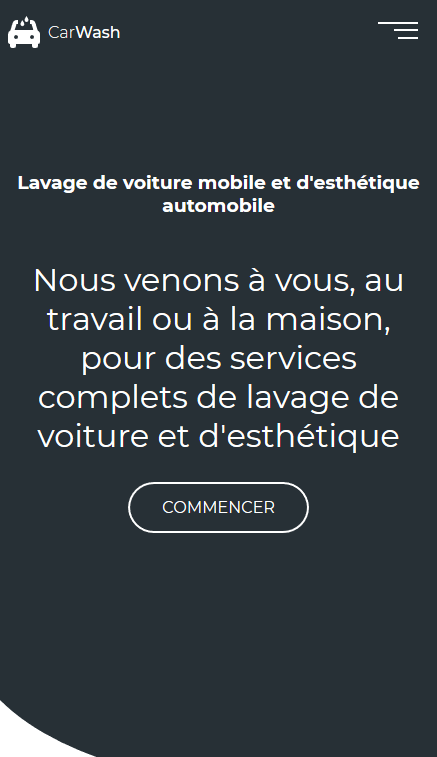 CarWash
Lavage de voiture mobile et d'esthétique
automobile
Nous venons à vous, au
travail ou à la maison,
pour des services
complets de lavage de
voiture et d'esthétique
COMMENCER